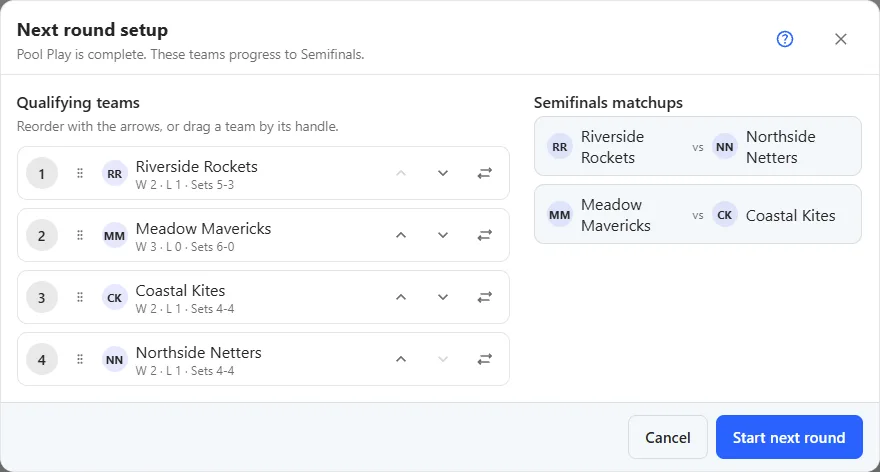 Next round setup
Pool Play is complete. These teams progress to Semifinals.
Qualifying teams
Reorder with the arrows, or drag a team by its handle.
1
RR
Riverside Rockets
W 2 · L 1 · Sets 5-3
2
MM
Meadow Mavericks
W 3 · L 0 · Sets 6-0
3
CK
Coastal Kites
W 2 · L 1 · Sets 4-4
4
NN
Northside Netters
W 2 · L 1 · Sets 4-4
Semifinals matchups
RR
Riverside
Rockets
vs
NN
Northside
Netters
MM
Meadow
Mavericks
vs
CK
Coastal Kites
Cancel
Start next round